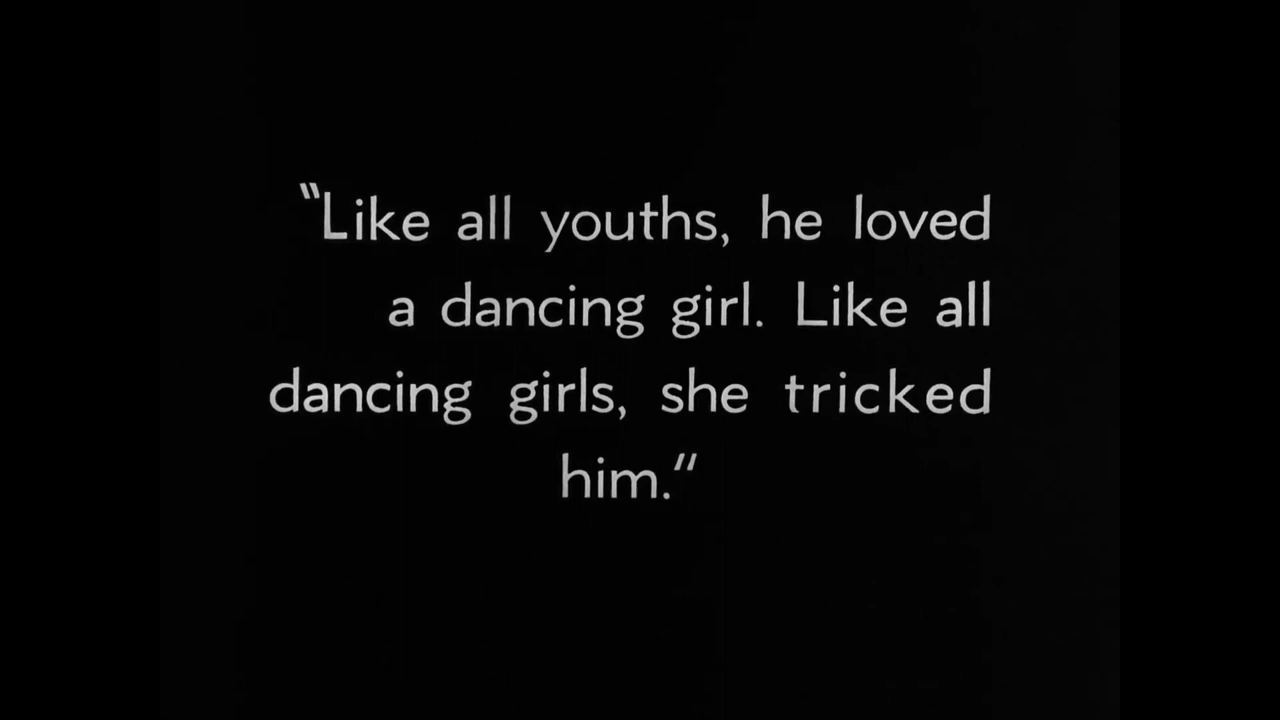 "Like all youths, he loved
a dancing girl. Like all
dancing girls, she tricked
him."